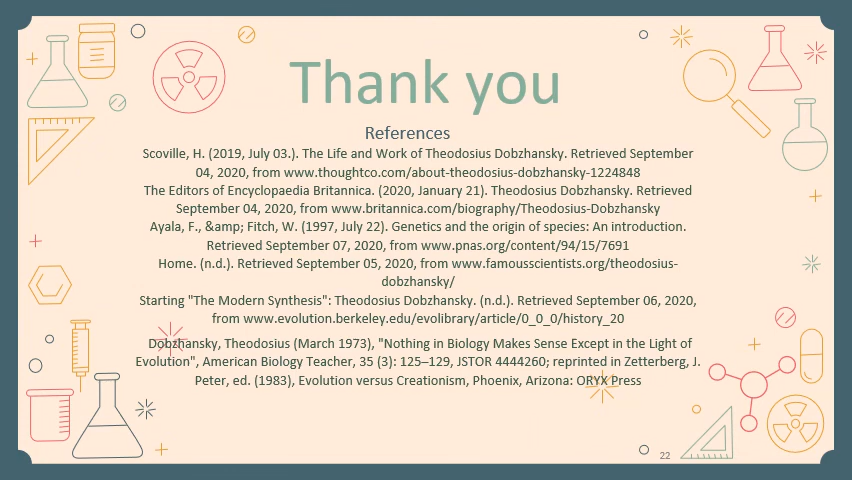 Thank you
References
Scoville, H. (2019, July 03.). The Life and Work of Theodosius Dobzhansky. Retrieved September
04, 2020, from www.thoughtco.com/about-theodosius-dobzhansky-1224848
The Editors of Encyclopaedia Britannica. (2020, January 21). Theodosius Dobzhansky. Retrieved
September 04, 2020, from www.britannica.com/biography/Theodosius-Dobzhansky
Ayala, F., &amp; Fitch, W. (1997, July 22). Genetics and the origin of species: An introduction.
Retrieved September 07, 2020, from www.pnas.org/content/94/15/7691
Home. (n.d.). Retrieved September 05, 2020, from www.famousscientists.org/theodosius-
dobzhansky/
Starting "The Modern Synthesis": Theodosius Dobzhansky. (n.d.). Retrieved September 06, 2020,
from www.evolution.berkeley.edu/evolibrary/article/0_0_0/history_20
Dobzhansky, Theodosius (March 1973), "Nothing in Biology Makes Sense Except in the Light of
Evolution", American Biology Teacher, 35 (3): 125–129, JSTOR 4444260; reprinted in Zetterberg, J.
Peter, ed. (1983), Evolution versus Creationism, Phoenix, Arizona: ORYX Press
22